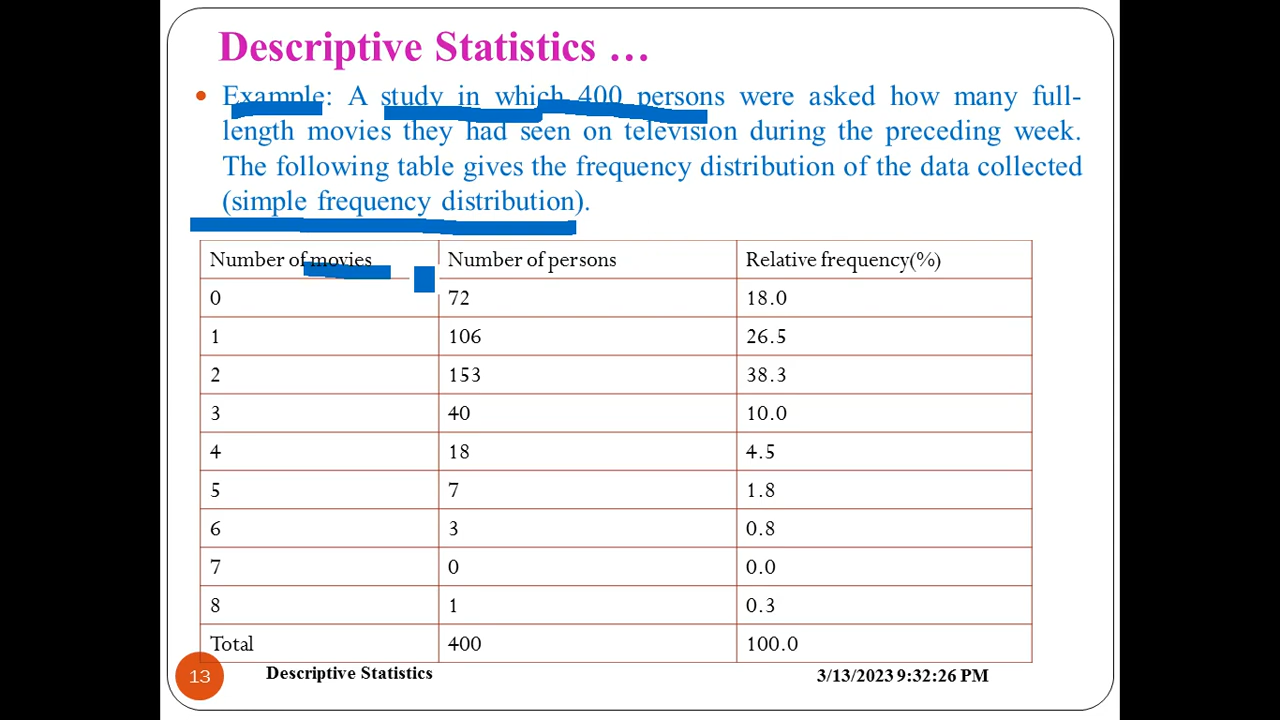 Descriptive Statistics …
• Example: A study in which 400 persons were asked how many full-
length movies they had seen on television during the preceding week.
The following table gives the frequency distribution of the data collected
(simple frequency distribution).
Number of movies Number of persons Relative frequency(%)
0 72 18.0
1 106 26.5
2 153 38.3
3 40 10.0
4 18 4.5
5 7 1.8
6 3 0.8
7 0 0.0
8 1 0.3
Total 400 100.0
13 Descriptive Statistics 3/13/2023 9:32:26 PM